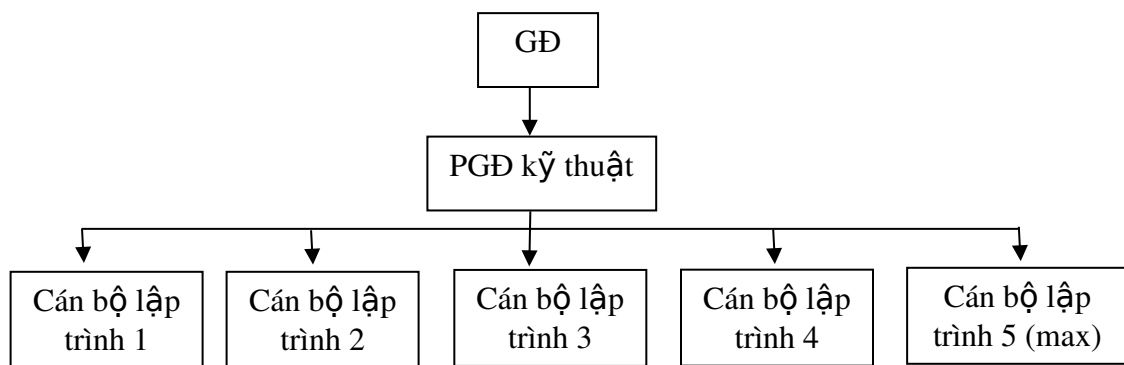 GĐ
PGĐ kỹ thuật
Cán bộ lập
trình 1
Cán bộ lập
trình 2
Cán bộ lập
trình 3
Cán bộ lập
trình 4
Cán bộ lập
trình 5 (max)